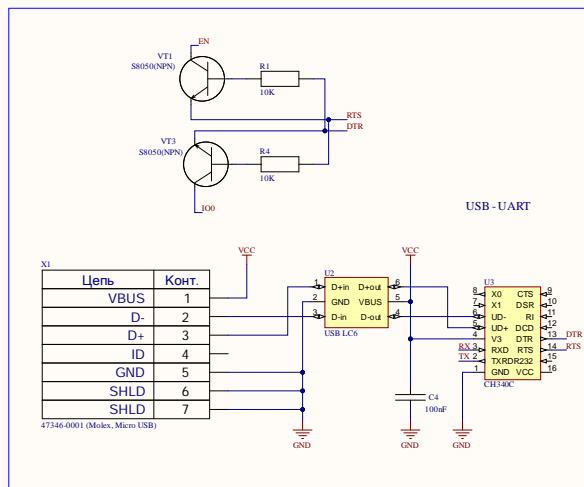 EN
VT1
S8050(NPN)
R1
10K
RTS
DTR
VT3
S8050(NPN)
R4
10K
IO0
USB - UART
X1
Цепь Конт.
VBUS 1
D- 2
D+ 3
ID 4
GND 5
SHLD 6
SHLD 7
47346-0001 (Molex, Micro USB)
VCC
GND
U2
1 D+in D+out 6
2 GND VBUS 5
3 D-in D-out 4
USB LC6
VCC
C4
100nF
GND
U3
8 X0 CTS 9
7 X1 DSR 10
6 UD- RI 11
5 UD+ DCD 12
4 V3 DTR 13 DTR
RX 3 RXD RTS 14 RTS
TX 2 TXRDR232 15
1 GND VCC 16
CH340C
GND